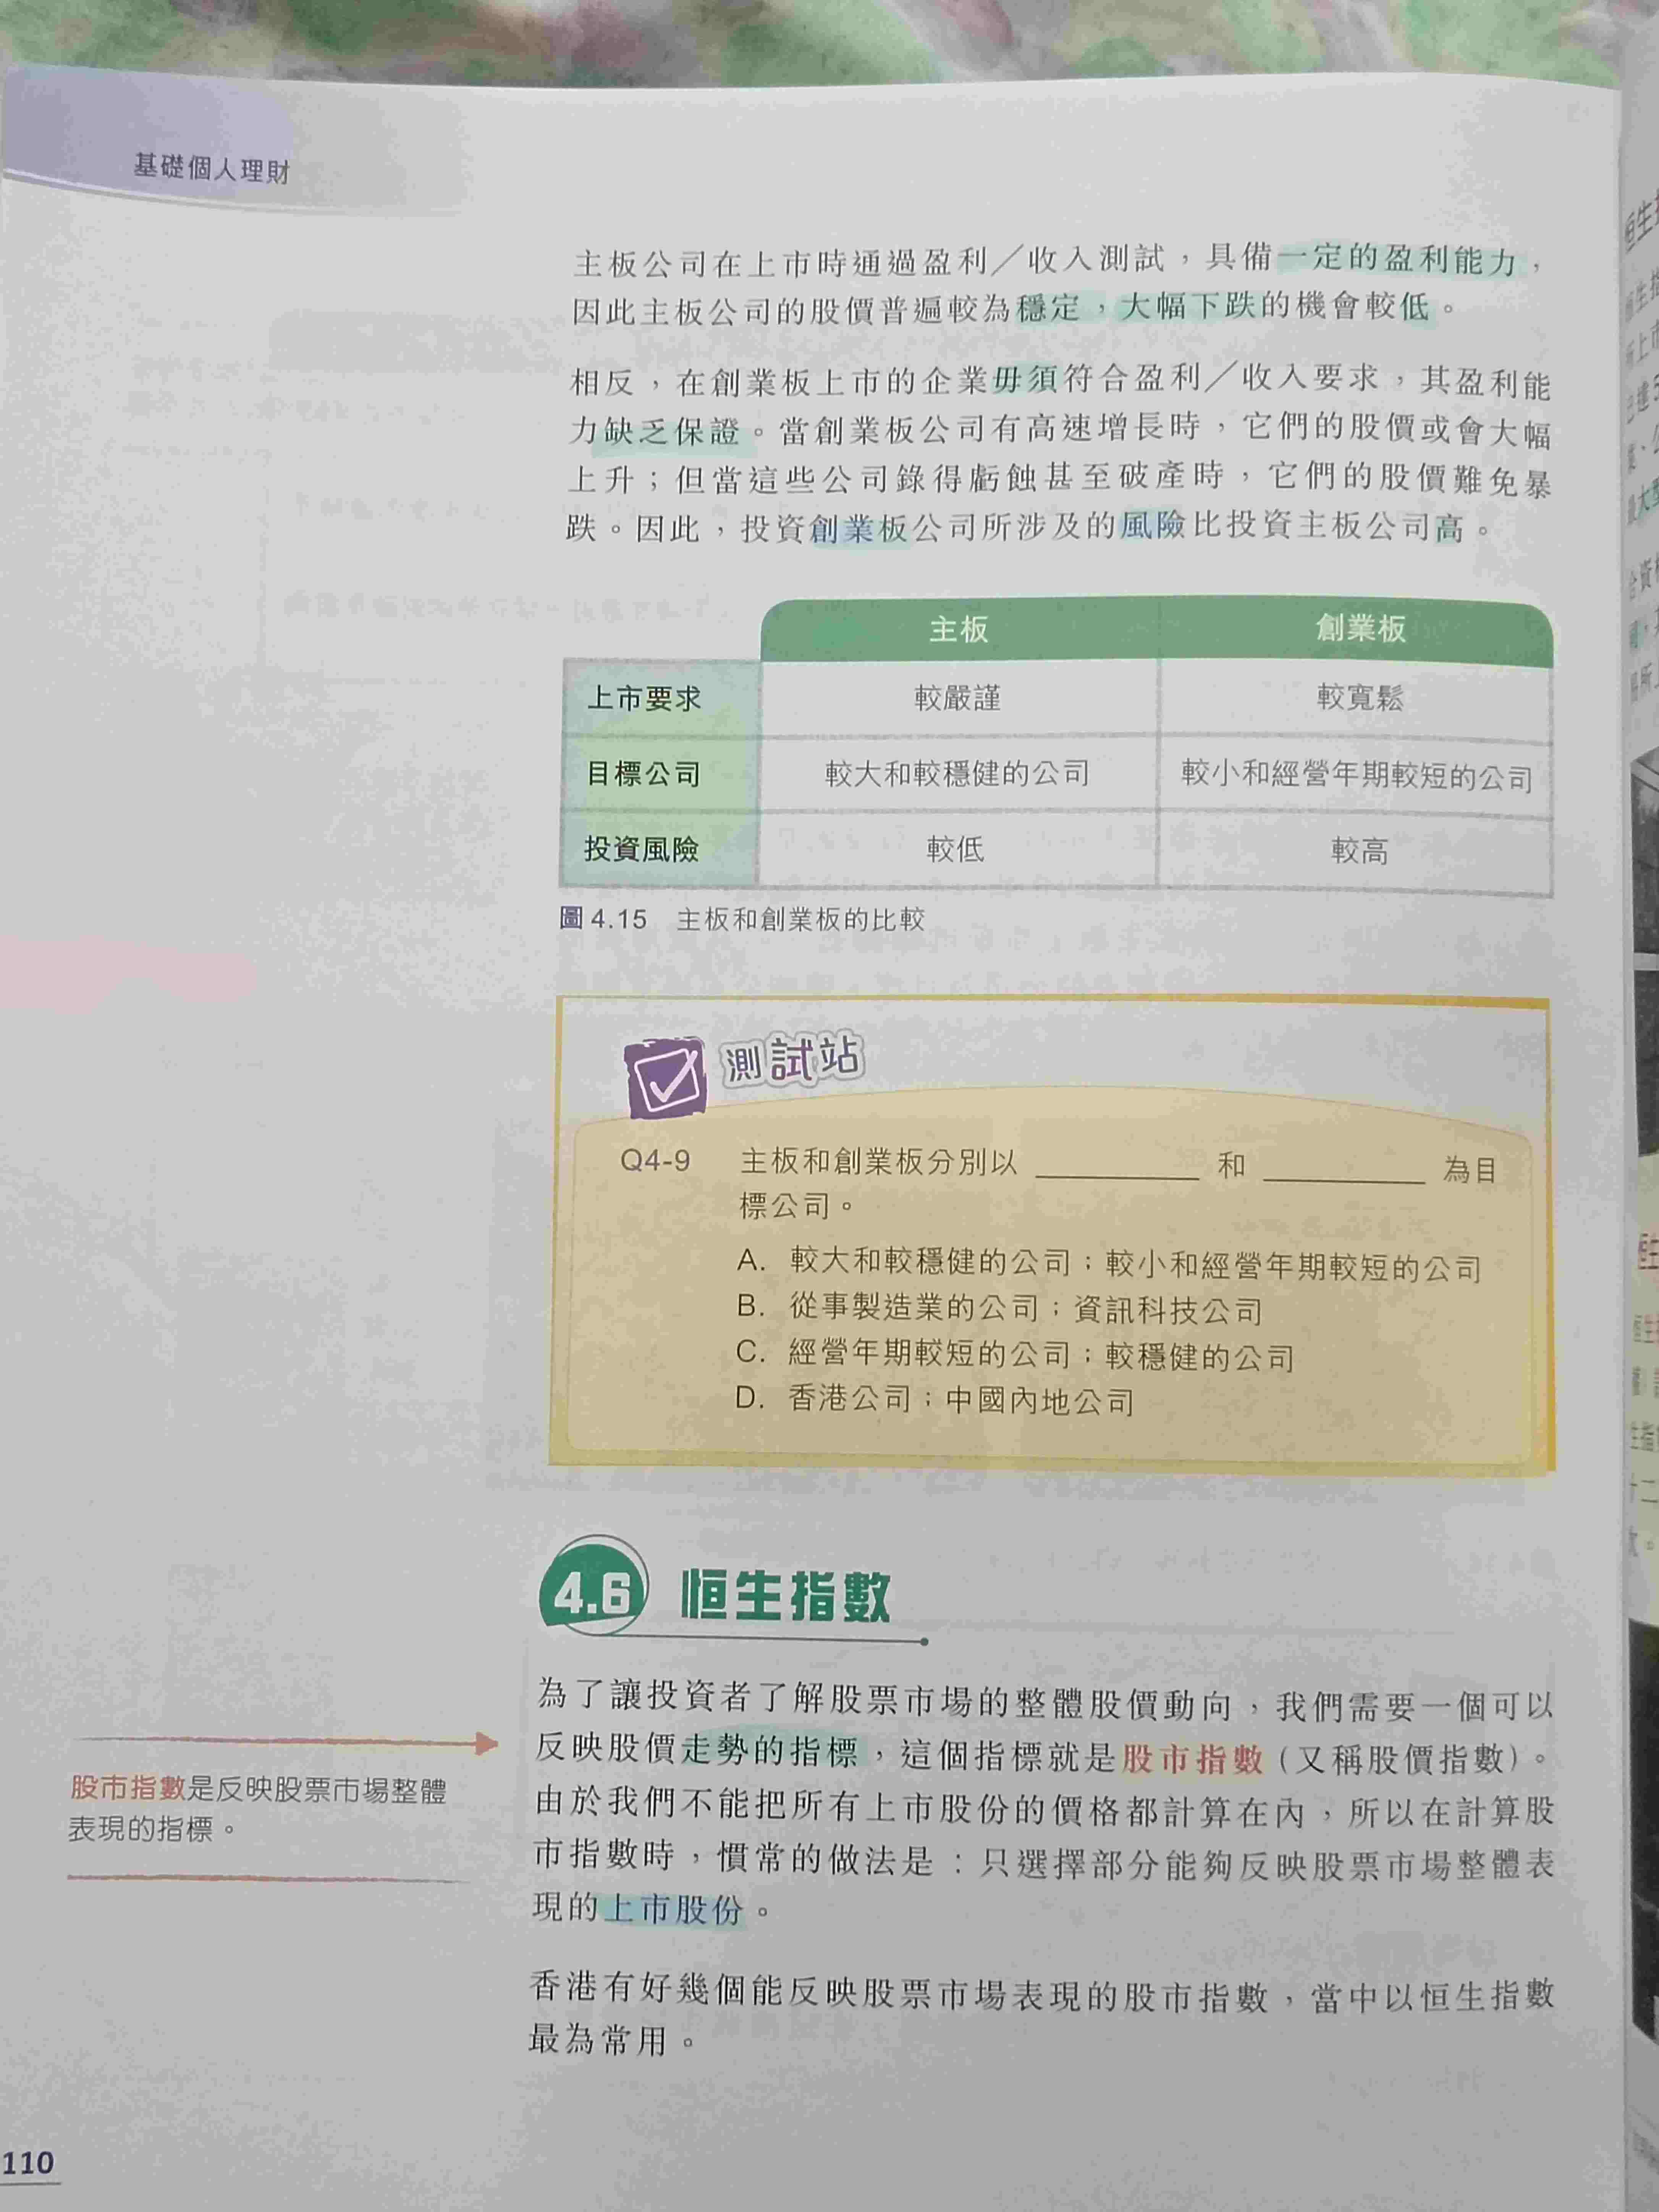 基礎個人理財
主板公司在上市時通過盈利／收入測試，具備一定的盈利能力，
因此主板公司的股價普遍較為穩定，大幅下跌的機會較低。
相反，在創業板上市的企業毋須符合盈利／收入要求，其盈利能
力缺乏保證。當創業板公司有高速增長時，它們的股價或會大幅
上升；但當這些公司錄得虧蝕甚至破產時，它們的股價難免暴
跌。因此，投資創業板公司所涉及的風險比投資主板公司高。
主板 創業板
上市要求 較嚴謹 較寬鬆
目標公司 較大和較穩健的公司 較小和經營年期較短的公司
投資風險 較低 較高
圖 4.15 主板和創業板的比較
測試站
Q4-9 主板和創業板分別以 ________ 和 ________ 為目
標公司。
A. 較大和較穩健的公司；較小和經營年期較短的公司
B. 從事製造業的公司；資訊科技公司
C. 經營年期較短的公司；較穩健的公司
D. 香港公司；中國內地公司
4.6 恒生指數
為了讓投資者了解股票市場的整體股價動向，我們需要一個可以
反映股價走勢的指標，這個指標就是股市指數（又稱股價指數）。
由於我們不能把所有上市股份的價格都計算在內，所以在計算股
市指數時，慣常的做法是：只選擇部分能夠反映股票市場整體表
現的上市股份。
股市指數是反映股票市場整體
表現的指標。
香港有好幾個能反映股票市場表現的股市指數，當中以恒生指數
最為常用。
110